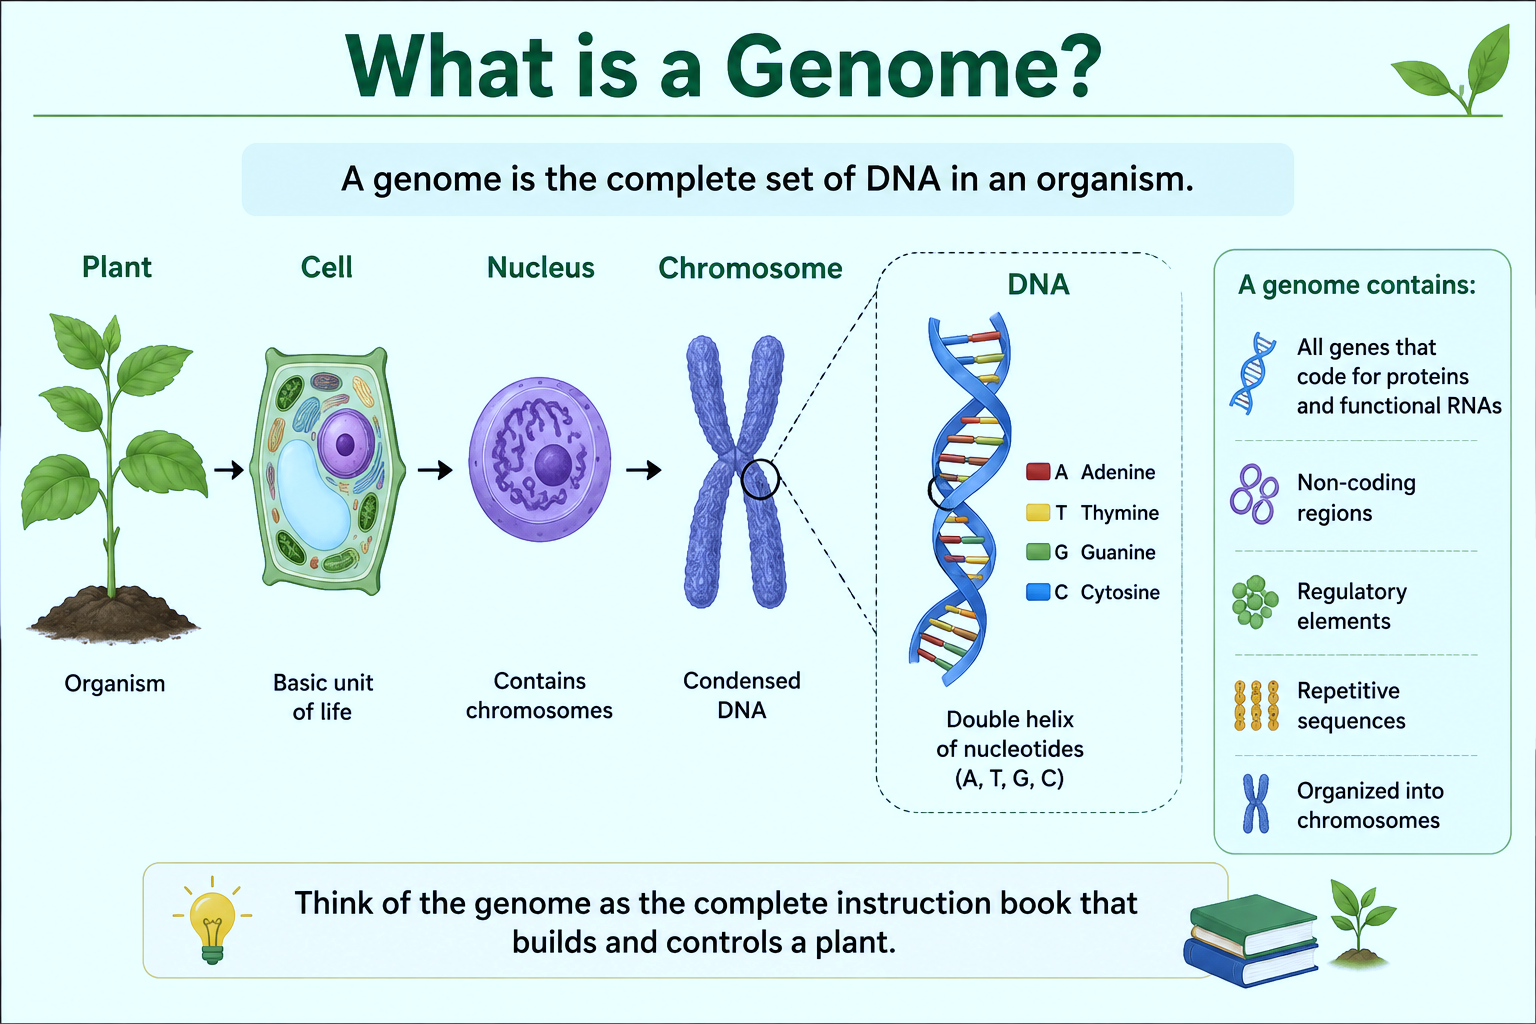 What is a Genome?
A genome is the complete set of DNA in an organism.
Plant
Organism
Cell
Basic unit
of life
Nucleus
Contains
chromosomes
Chromosome
Condensed
DNA
DNA
A Adenine
T Thymine
G Guanine
C Cytosine
Double helix
of nucleotides
(A, T, G, C)
A genome contains:
All genes that
code for proteins
and functional RNAs
Non-coding
regions
Regulatory
elements
Repetitive
sequences
Organized into
chromosomes
Think of the genome as the complete instruction book that
builds and controls a plant.